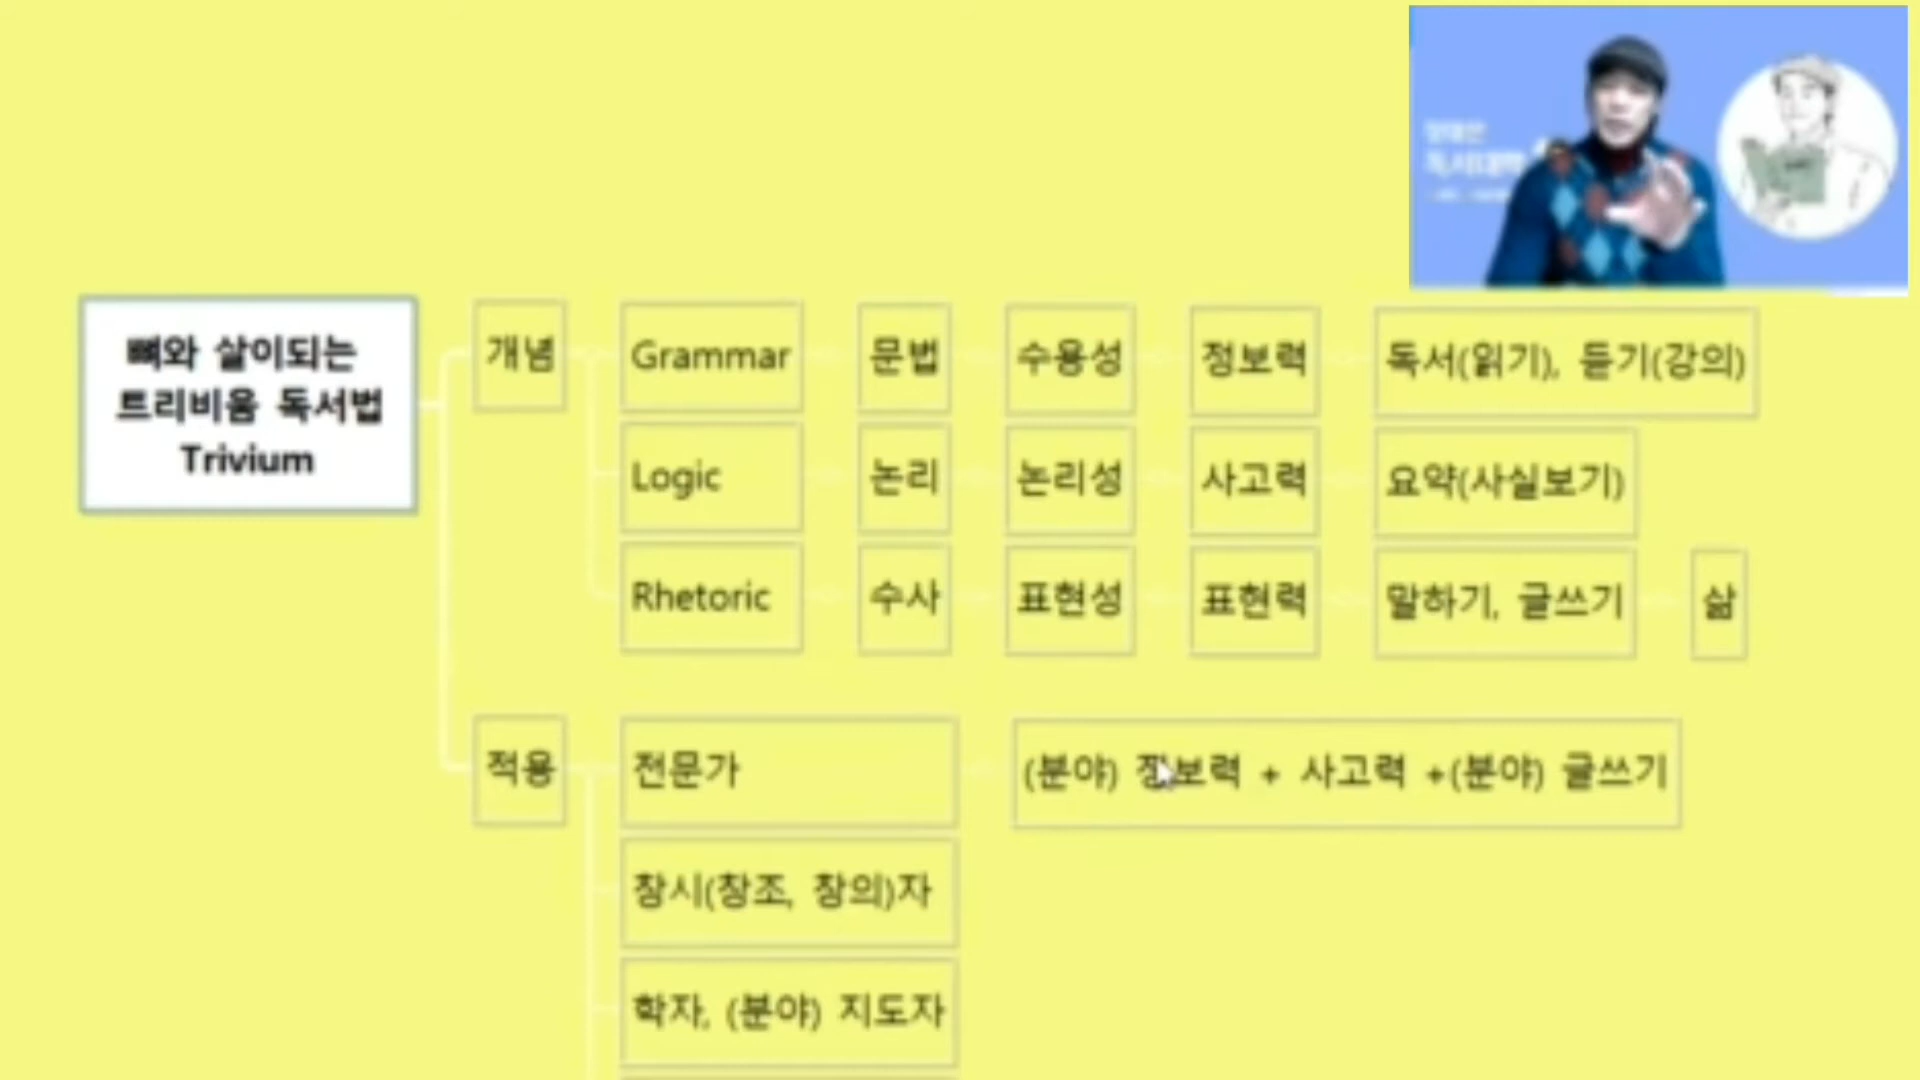 뼈와 살이되는
트리비움 독서법
Trivium
개념
Grammar
문법
수용성
정보력
독서(읽기), 듣기(강의)
Logic
논리
논리성
사고력
요약(사실보기)
Rhetoric
수사
표현성
표현력
말하기, 글쓰기
삶
적용
전문가
(분야) 정보력 + 사고력 +(분야) 글쓰기
창시(창조, 창의)자
학자, (분야) 지도자